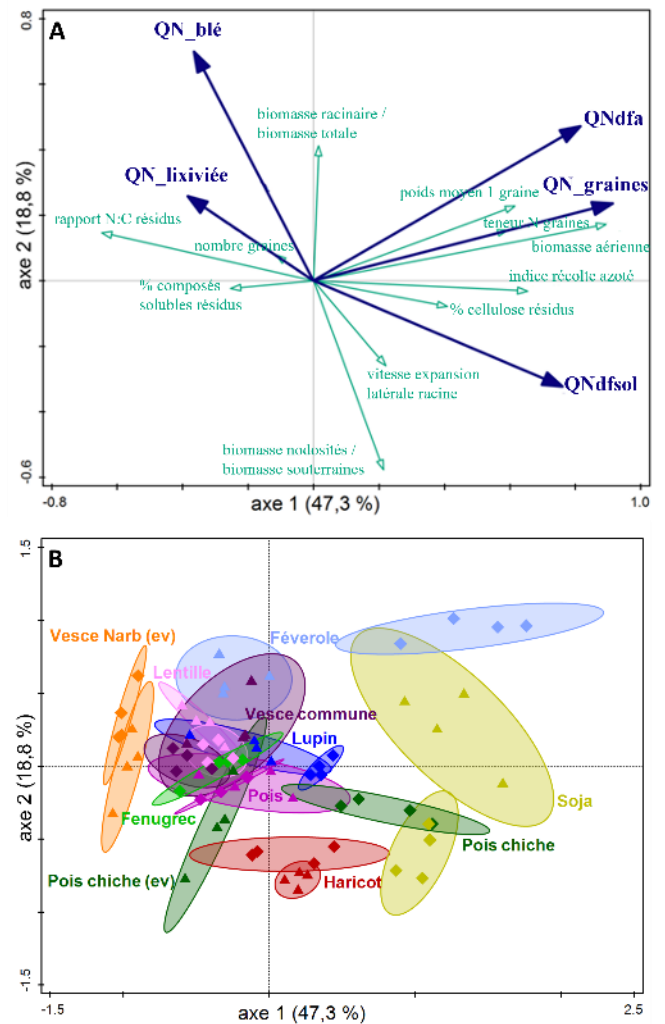 A
0.8
QN_blé
biomasse racinaire /
biomasse totale
QNdfa
QN_lixiviée
poids moyen 1 graine
QN_graines
rapport N:C résidus
teneur N graines
nombre graines
biomasse aérienne
% composés
solubles résidus
indice récolte azoté
% cellulose résidus
vitesse expansion
latérale racine
QNdfsol
biomasse nodosités /
biomasse souterraines
axe 2 (18,8 %)
-0.6
-0.8
axe 1 (47,3 %)
1.0
B
1.5
Vesce Narb (ev)
Féverole
Lentille
Vesce commune
Lupin
Pois
Soja
Fenugrec
Pois chiche
Pois chiche (ev)
Haricot
axe 2 (18,8 %)
-1.5
-1.5
axe 1 (47,3 %)
2.5